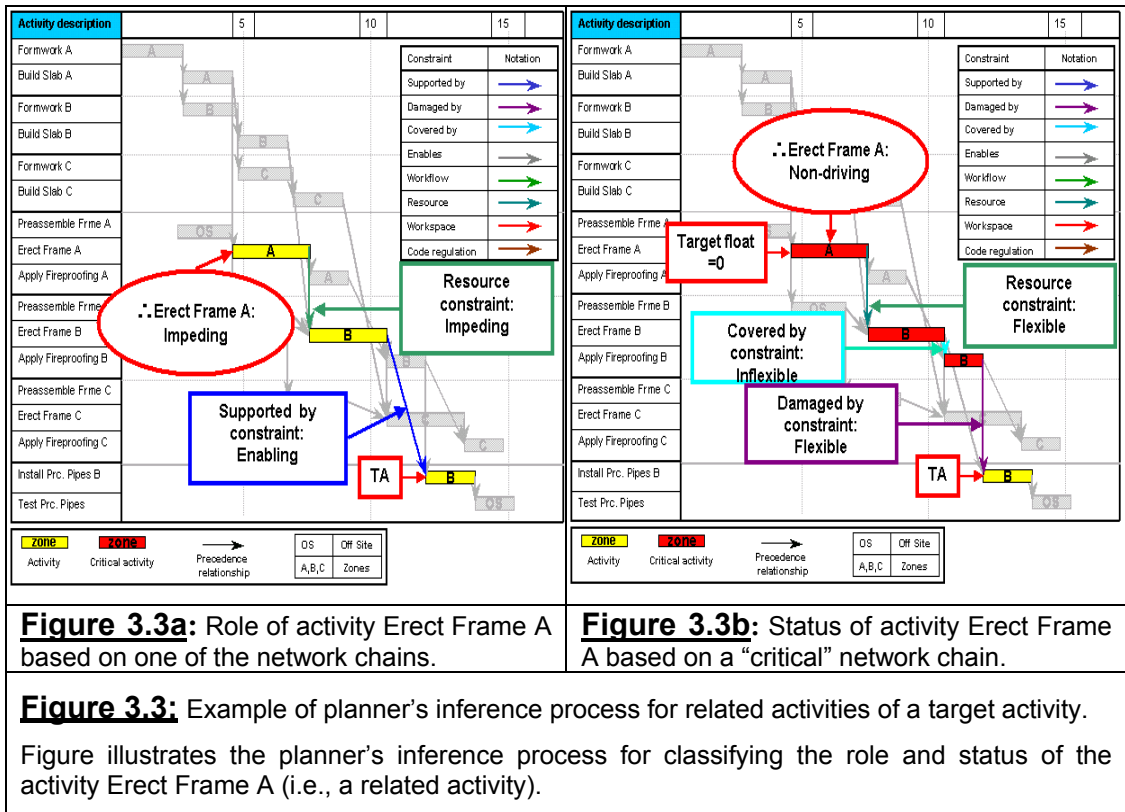 Activity description
5
10
15
Formwork A
Build Slab A
Formwork B
Build Slab B
Formwork C
Build Slab C
Preassemble Frme A
Erect Frame A
Apply Fireproofing A
Preassemble Frme
Erect Frame B
Apply Fireproofing B
Preassemble Frme C
Erect Frame C
Apply Fireproofing C
Install Prc. Pipes B
Test Prc. Pipes
A
A
B
B
C
C
OS
A
A
B
B
C
C
B
OS
Constraint Notation
Supported by
Damaged by
Covered by
Enables
Workflow
Resource
Workspace
Code regulation
∴Erect Frame A:
Impeding
Resource
constraint:
Impeding
Supported by
constraint:
Enabling
TA
zone
Activity
zone
Critical activity
Precedence
relationship
OS Off Site
A,B,C Zones
Activity description
5
10
15
Formwork A
Build Slab A
Formwork B
Build Slab B
Formwork C
Build Slab C
Preassemble Frme A
Erect Frame A
Apply Fireproofing A
Preassemble Frme B
Erect Frame B
Apply Fireproofing B
Preassemble Frme C
Erect Frame C
Apply Fireproofing C
Install Prc. Pipes B
Test Prc. Pipes
A
A
B
OS
A
A
OS
B
B
C
C
B
OS
Constraint Notation
Supported by
Damaged by
Covered by
Enables
Workflow
Resource
Workspace
Code regulation
∴Erect Frame A:
Non-driving
Target float
=0
Resource
constraint:
Flexible
Covered by
constraint:
Inflexible
Damaged by
constraint:
Flexible
TA
zone
Activity
zone
Critical activity
Precedence
relationship
OS Off Site
A,B,C Zones
Figure 3.3a: Role of activity Erect Frame A
based on one of the network chains.
Figure 3.3b: Status of activity Erect Frame
A based on a “critical” network chain.
Figure 3.3: Example of planner’s inference process for related activities of a target activity.
Figure illustrates the planner’s inference process for classifying the role and status of the
activity Erect Frame A (i.e., a related activity).